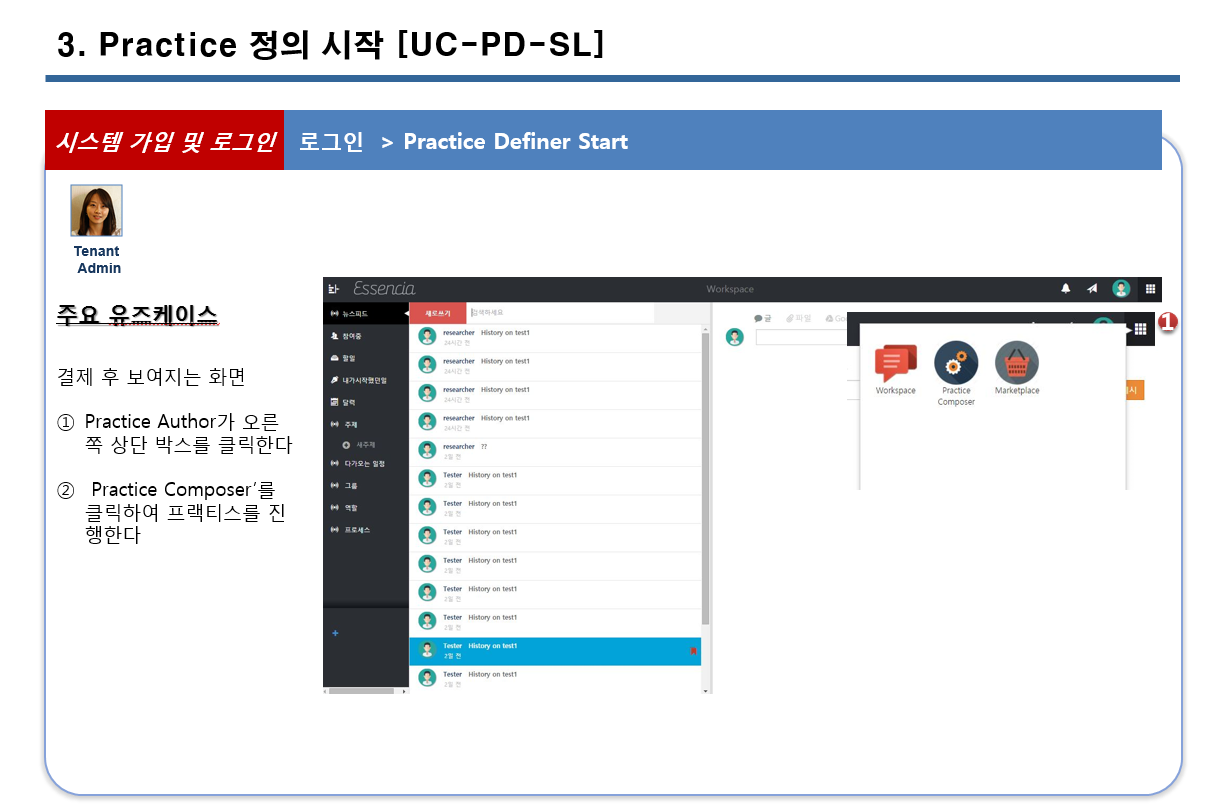 3. Practice 정의 시작 [UC-PD-SL]
시스템 가입 및 로그인
로그인 > Practice Definer Start
Tenant
Admin
주요 유즈케이스
결제 후 보여지는 화면
① Practice Author가 오른
쪽 상단 박스를 클릭한다
② Practice Composer’를
클릭하여 프랙티스를 진
행한다
Essencia
Workspace
뉴스피드
참여중
할일
내가시작했던일
달력
주제
새주제
다가오는 일정
그룹
역할
프로세스
새로쓰기
검색하세요
researcher History on test1
24시간 전
researcher History on test1
24시간 전
researcher History on test1
24시간 전
researcher History on test1
24시간 전
researcher ??
2일 전
Tester History on test1
2일 전
Tester History on test1
2일 전
Tester History on test1
2일 전
Tester History on test1
2일 전
Tester History on test1
2일 전
Tester History on test1
2일 전
Tester History on test1
2일 전
Tester History on test1
2일 전
글 파일 Go
1
Workspace
Practice
Composer
Marketplace